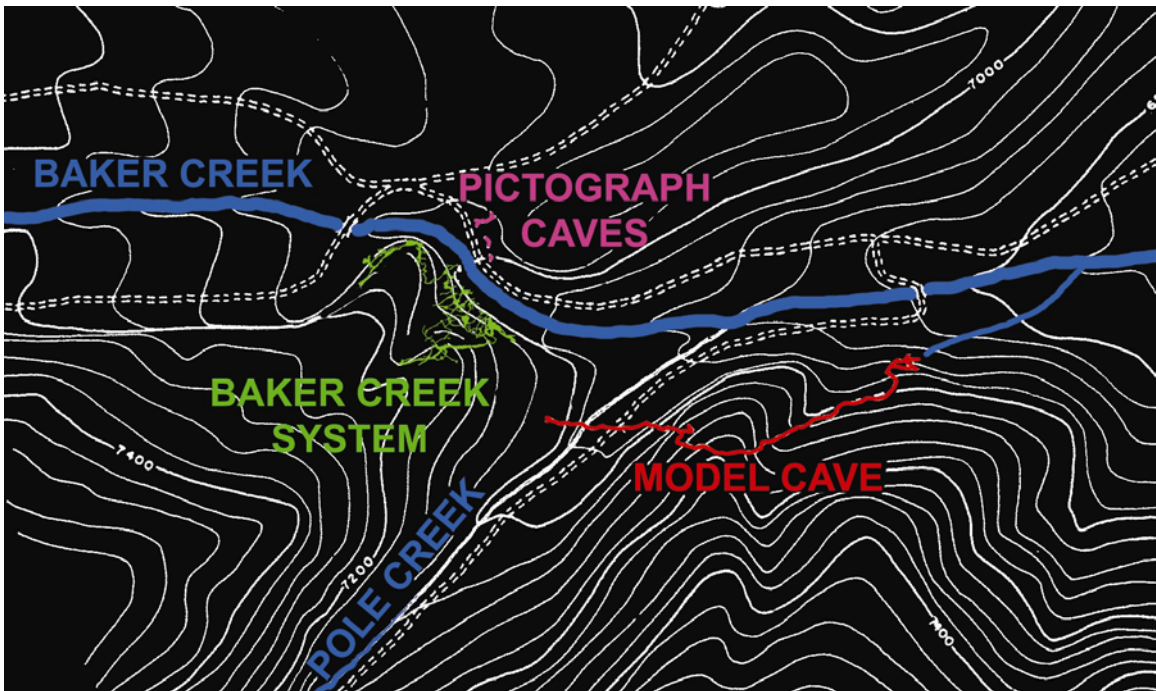 7000
BAKER CREEK
PICTOGRAPH
CAVES
BAKER CREEK
SYSTEM
7400
MODEL CAVE
POLE CREEK
7200
7400